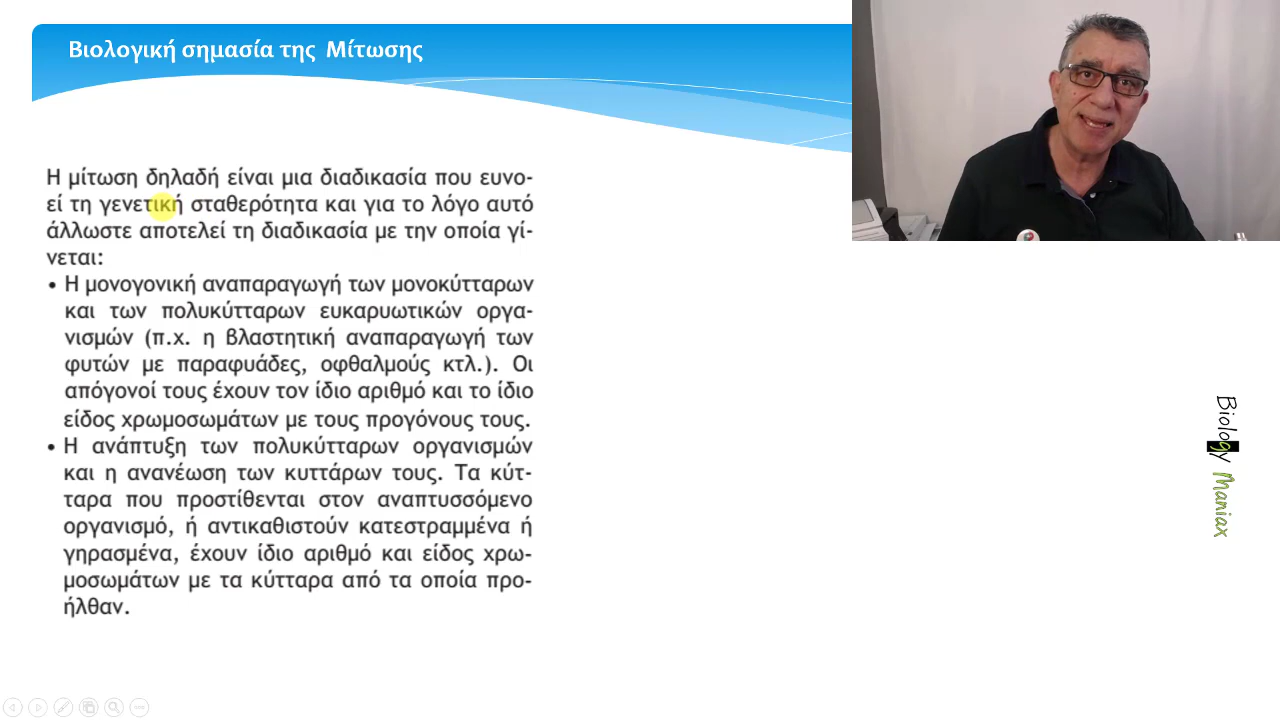 Βιολογική σημασία της Μίτωσης
Η μίτωση δηλαδή είναι μια διαδικασία που ευνο-
εί τη γενετική σταθερότητα και για το λόγο αυτό
άλλωστε αποτελεί τη διαδικασία με την οποία γί-
νεται:
• Η μονογονική αναπαραγωγή των μονοκύτταρων
και των πολυκύτταρων ευκαρυωτικών οργα-
νισμών (π.χ. η βλαστητική αναπαραγωγή των
φυτών με παραφυάδες, οφθαλμούς κτλ.). Οι
απόγονοί τους έχουν τον ίδιο αριθμό και το ίδιο
είδος χρωμοσωμάτων με τους προγόνους τους.
• Η ανάπτυξη των πολυκύτταρων οργανισμών
και η ανανέωση των κυττάρων τους. Τα κύτ-
ταρα που προστίθενται στον αναπτυσσόμενο
οργανισμό, ή αντικαθιστούν κατεστραμμένα ή
γηρασμένα, έχουν ίδιο αριθμό και είδος χρω-
μοσωμάτων με τα κύτταρα από τα οποία προ-
ήλθαν.
Biology Maniax